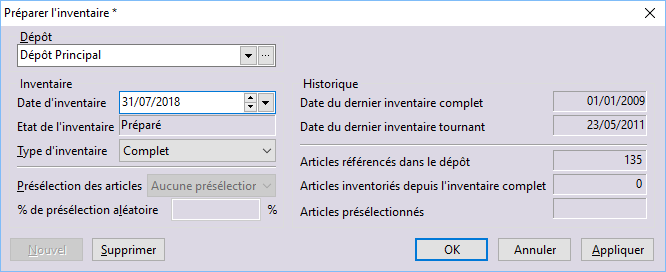 Préparer l'inventaire *
Dépôt
Dépôt Principal
Inventaire
Date d'inventaire 31/07/2018
Etat de l'inventaire Préparé
Type d'inventaire Complet
Présélection des articles Aucune présélection
% de présélection aléatoire %
Historique
Date du dernier inventaire complet 01/01/2009
Date du dernier inventaire tournant 23/05/2011
Articles référencés dans le dépôt 135
Articles inventoriés depuis l'inventaire complet 0
Articles présélectionnés
Nouvel Supprimer OK Annuler Appliquer